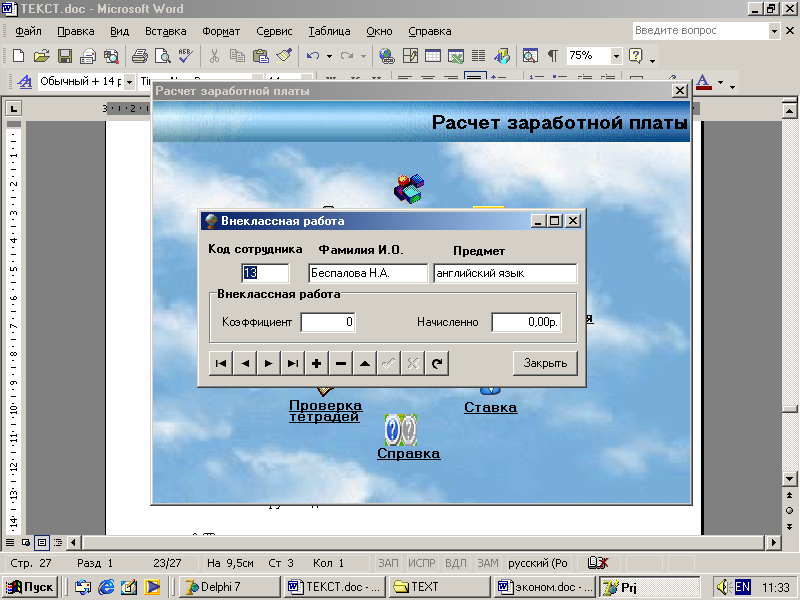 ТЕКСТ.doc - Microsoft Word
Файл Правка Вид Вставка Формат Сервис Таблица Окно Справка Введите вопрос
75%
Обычный + 14 р
Расчет заработной платы
Расчет заработной платы
Внеклассная работа
Код сотрудника Фамилия И.О. Предмет
13 Беспалова Н.А. английский язык
Внеклассная работа
Коэффициент 0 Начисленно 0,00р.
Закрыть
Проверка тетрадей
Ставка
Справка
Стр. 27 Разд 1 23/27 На 9,5см Ст 3 Кол 1 ЗАП ИСПР ВДЛ ЗАМ русский (Ро
Пуск Delphi 7 ТЕКСТ.doc - ... TEXT эконом.doc -... Prj EN 11:33